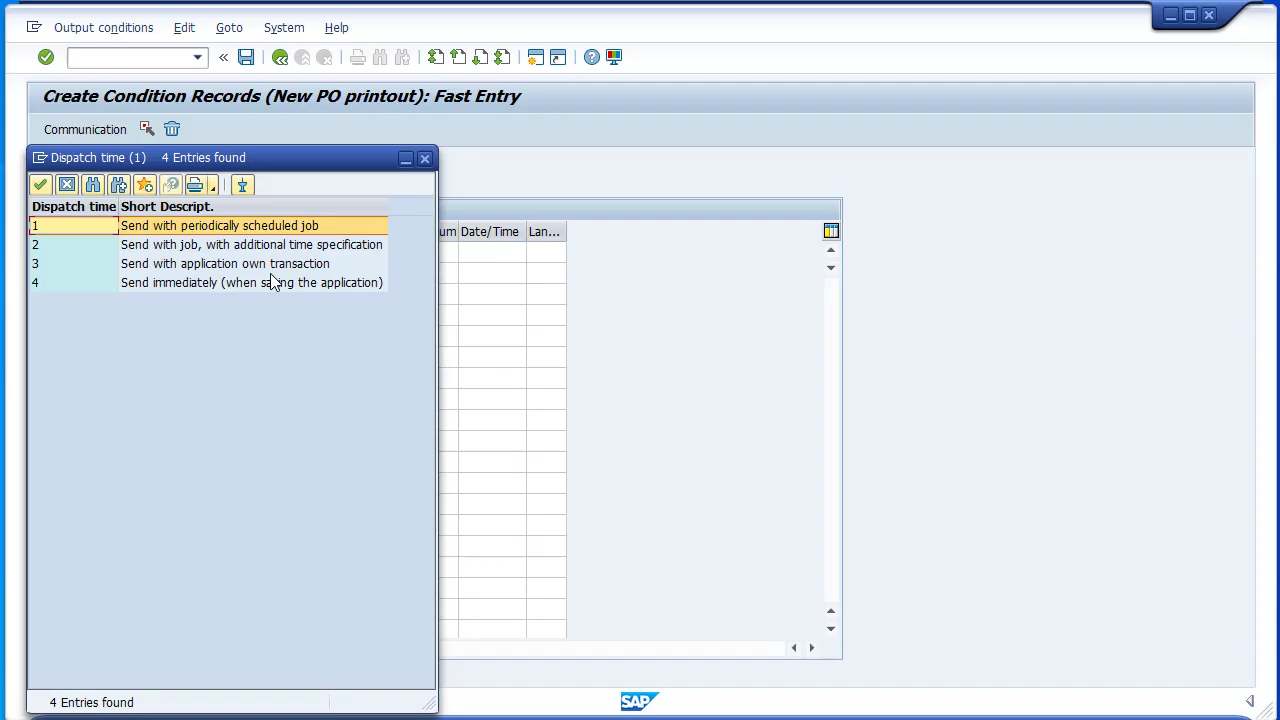 Output conditions Edit Goto System Help
Create Condition Records (New PO printout): Fast Entry
Communication
Dispatch time (1) 4 Entries found
Dispatch time Short Descript.
1 Send with periodically scheduled job
2 Send with job, with additional time specification
3 Send with application own transaction
4 Send immediately (when saving the application)
um Date/Time Lan...
4 Entries found
SAP